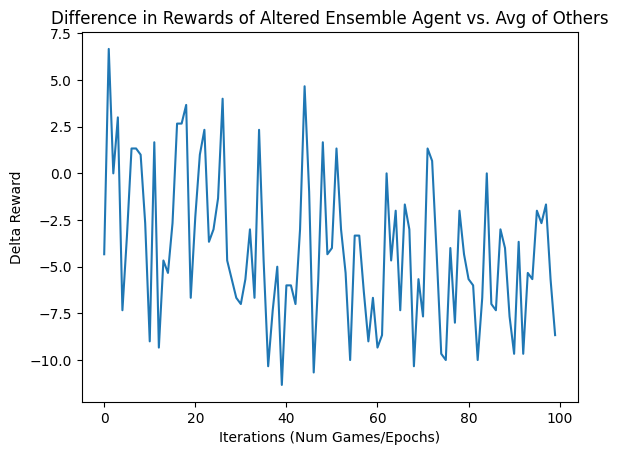 Difference in Rewards of Altered Ensemble Agent vs. Avg of Others
7.5
5.0
2.5
0.0
−2.5
−5.0
−7.5
−10.0
Delta Reward
0 20 40 60 80 100
Iterations (Num Games/Epochs)